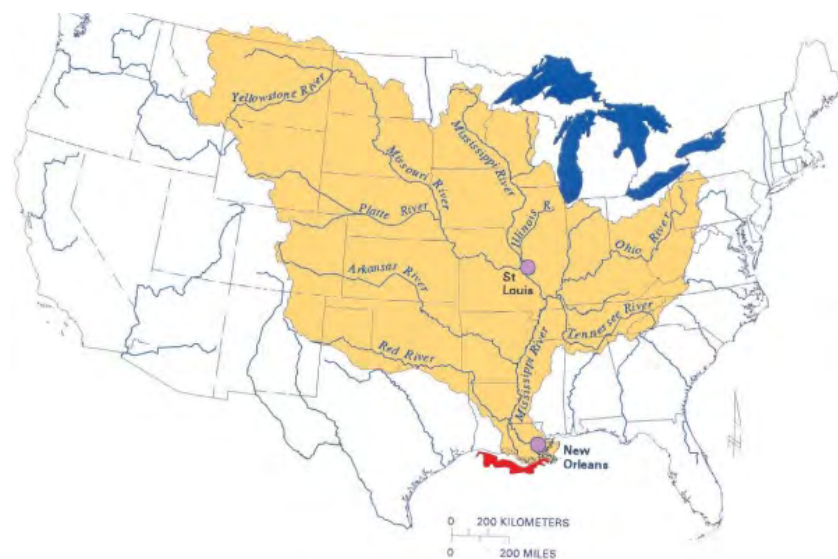 Yellowstone River
Missouri River
Mississippi River
Platte River
Illinois R.
Ohio River
St
Louis
Arkansas River
Tennessee River
Red River
Mississippi River
New
Orleans
0 200 KILOMETERS
0 200 MILES